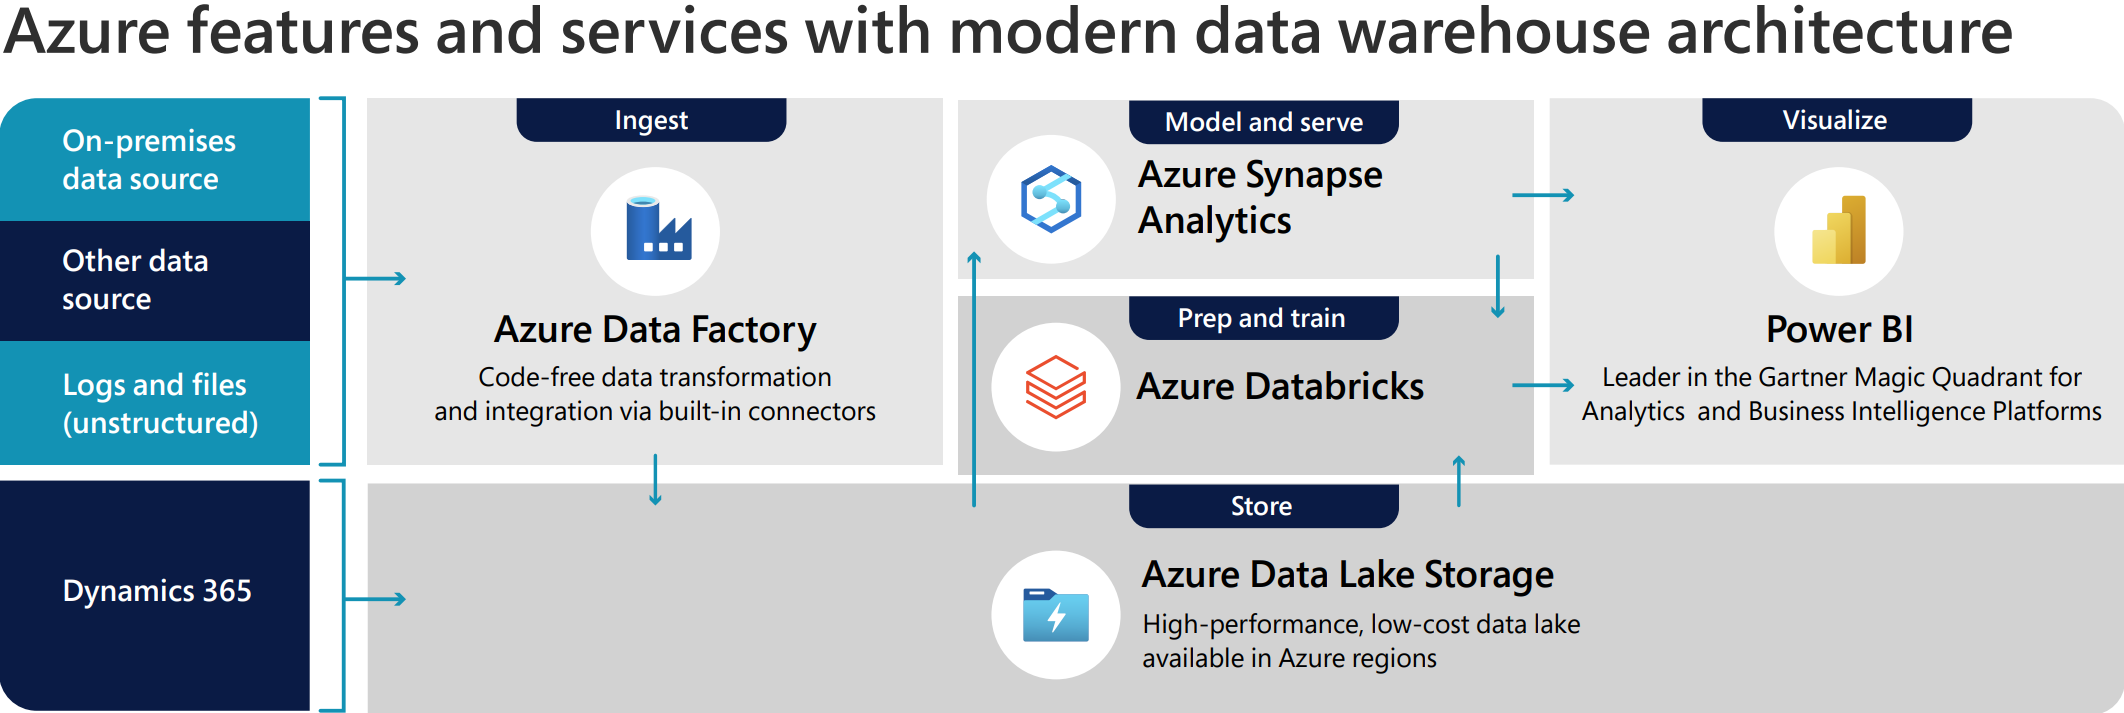 Azure features and services with modern data warehouse architecture
On-premises
data source
Other data
source
Logs and files
(unstructured)
Dynamics 365
Ingest
Azure Data Factory
Code-free data transformation
and integration via built-in connectors
Model and serve
Azure Synapse
Analytics
Prep and train
Azure Databricks
Visualize
Power BI
Leader in the Gartner Magic Quadrant for
Analytics and Business Intelligence Platforms
Store
Azure Data Lake Storage
High-performance, low-cost data lake
available in Azure regions